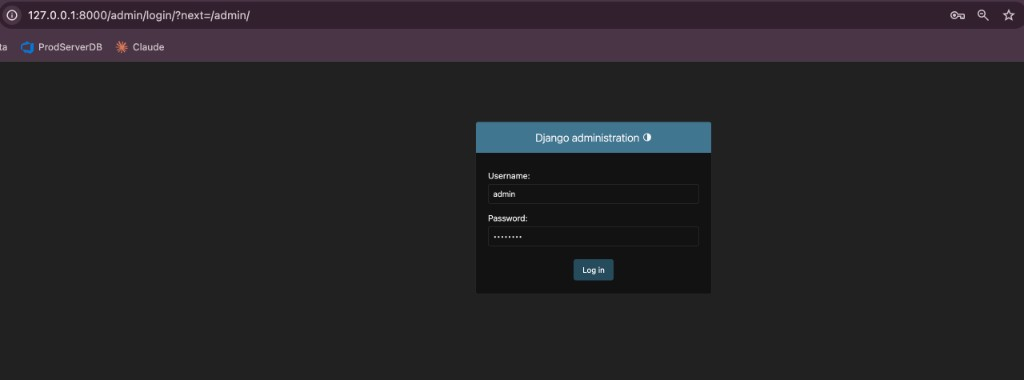 127.0.0.1:8000/admin/login/?next=/admin/
ta ProdServerDB Claude
Django administration
Username:
admin
Password:
••••••••
Log in